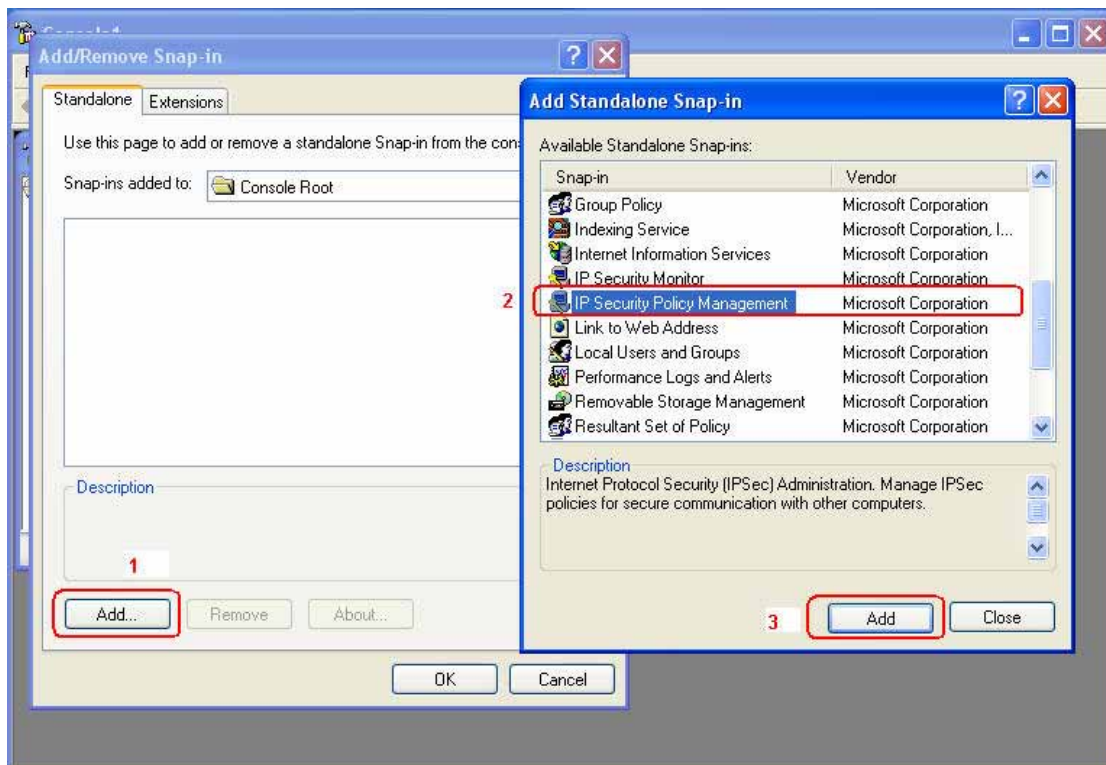 Add/Remove Snap-in
Standalone
Extensions
Use this page to add or remove a standalone Snap-in from the
Snap-ins added to:
Console Root
Description
1
Add...
Remove
About...
OK
Cancel
Add Standalone Snap-in
Available Standalone Snap-ins:
Snap-in Vendor
Group Policy Microsoft Corporation
Indexing Service Microsoft Corporation, I...
Internet Information Services Microsoft Corporation
IP Security Monitor Microsoft Corporation
2 IP Security Policy Management Microsoft Corporation
Link to Web Address Microsoft Corporation
Local Users and Groups Microsoft Corporation
Performance Logs and Alerts Microsoft Corporation
Removable Storage Management Microsoft Corporation
Resultant Set of Policy Microsoft Corporation
Description
Internet Protocol Security (IPSec) Administration. Manage IPSec
policies for secure communication with other computers.
3
Add
Close